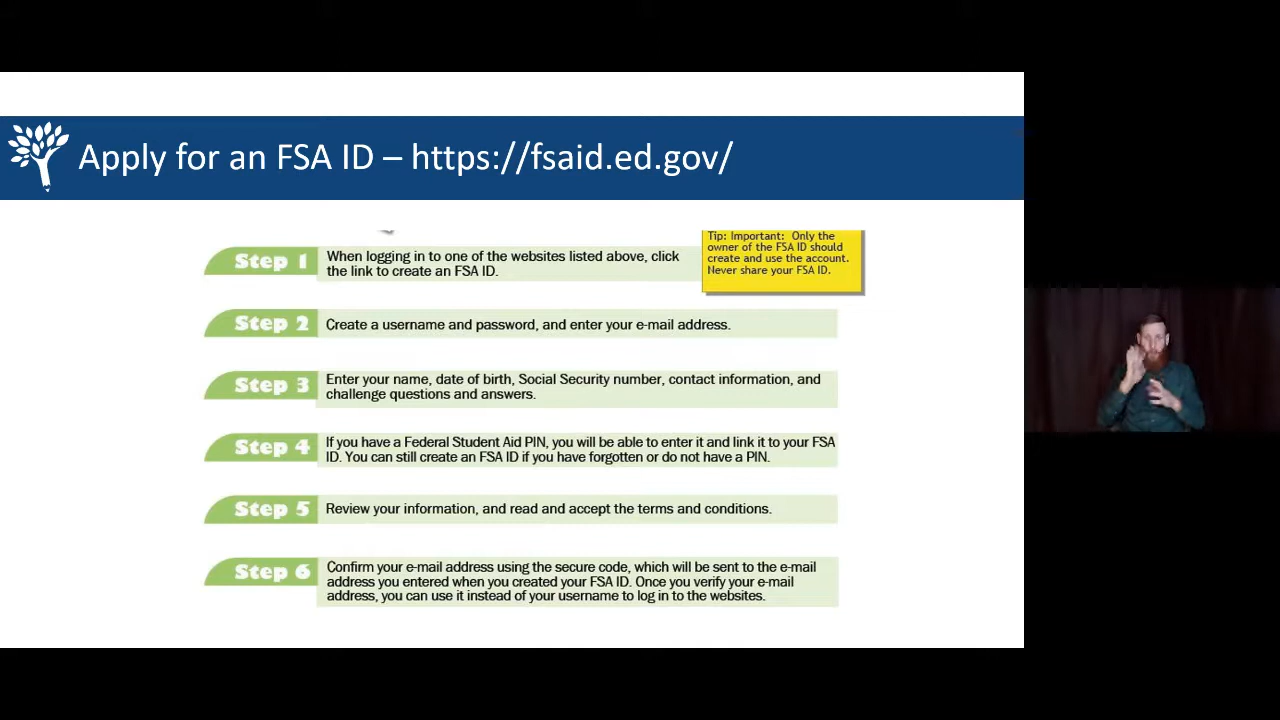 Apply for an FSA ID – https://fsaid.ed.gov/
Tip: Important: Only the
owner of the FSA ID should
create and use the account.
Never share your FSA ID.
Step 1
When logging in to one of the websites listed above, click
the link to create an FSA ID.
Step 2
Create a username and password, and enter your e-mail address.
Step 3
Enter your name, date of birth, Social Security number, contact information, and
challenge questions and answers.
Step 4
If you have a Federal Student Aid PIN, you will be able to enter it and link it to your FSA
ID. You can still create an FSA ID if you have forgotten or do not have a PIN.
Step 5
Review your information, and read and accept the terms and conditions.
Step 6
Confirm your e-mail address using the secure code, which will be sent to the e-mail
address you entered when you created your FSA ID. Once you verify your e-mail
address, you can use it instead of your username to log in to the websites.